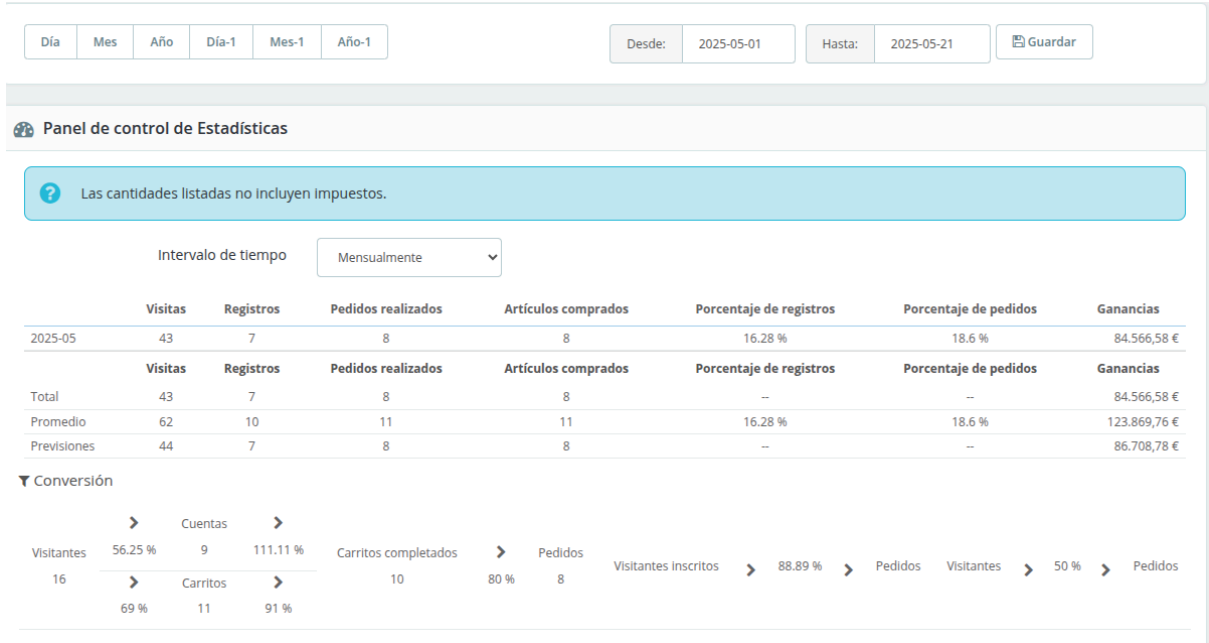 Día Mes Año Día-1 Mes-1 Año-1 Desde: 2025-05-01 Hasta: 2025-05-21 Guardar
Panel de control de Estadísticas
Las cantidades listadas no incluyen impuestos.
Intervalo de tiempo Mensualmente
Visitas Registros Pedidos realizados Artículos comprados Porcentaje de registros Porcentaje de pedidos Ganancias
2025-05 43 7 8 8 16.28 % 18.6 % 84.566,58 €
Visitas Registros Pedidos realizados Artículos comprados Porcentaje de registros Porcentaje de pedidos Ganancias
Total 43 7 8 8 -- -- 84.566,58 €
Promedio 62 10 11 11 16.28 % 18.6 % 123.869,76 €
Previsiones 44 7 8 8 -- -- 86.708,78 €
Conversión
Visitantes
16
56.25 %
Cuentas
9
111.11 %
69 %
Carritos
11
91 %
Carritos completados
10
80 %
Pedidos
8
Visitantes inscritos 88.89 % Pedidos Visitantes 50 % Pedidos